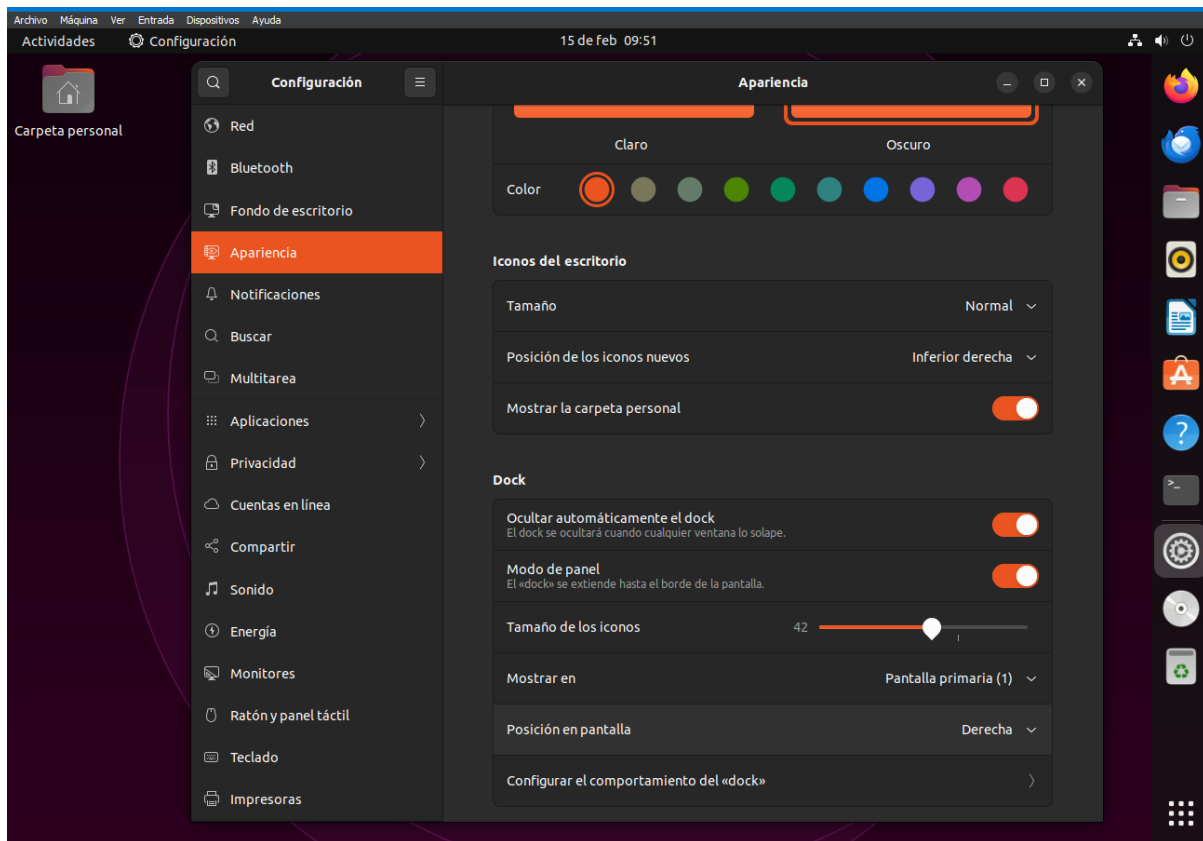 Archivo Máquina Ver Entrada Dispositivos Ayuda
Actividades Configuración 15 de feb 09:51
Carpeta personal
Configuración
Red
Bluetooth
Fondo de escritorio
Apariencia
Notificaciones
Buscar
Multitarea
Aplicaciones
Privacidad
Cuentas en línea
Compartir
Sonido
Energía
Monitores
Ratón y panel táctil
Teclado
Impresoras
Apariencia
Claro Oscuro
Color
Iconos del escritorio
Tamaño Normal
Posición de los iconos nuevos Inferior derecha
Mostrar la carpeta personal
Dock
Ocultar automáticamente el dock
El dock se ocultará cuando cualquier ventana lo solape.
Modo de panel
El «dock» se extiende hasta el borde de la pantalla.
Tamaño de los iconos 42
Mostrar en Pantalla primaria (1)
Posición en pantalla Derecha
Configurar el comportamiento del «dock»